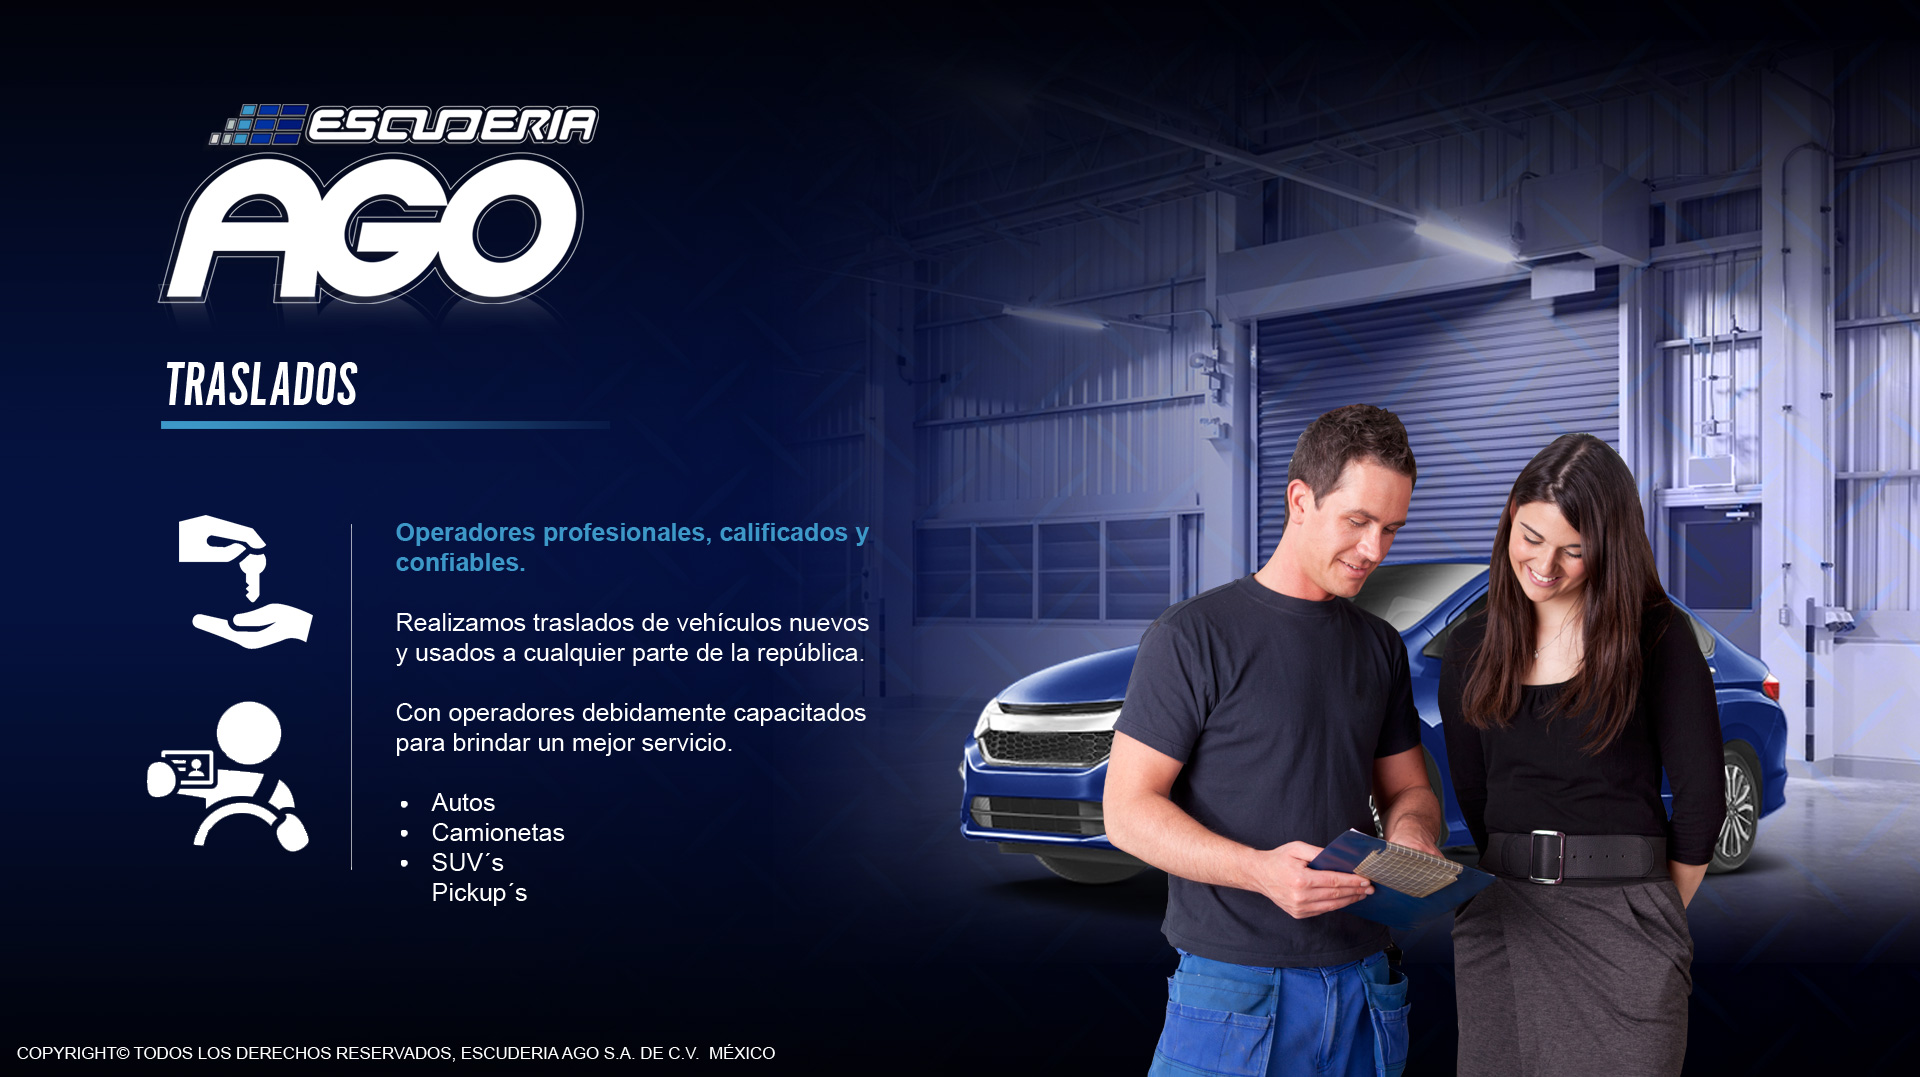 ESCUDERIA
AGO
TRASLADOS
Operadores profesionales, calificados y
confiables.
Realizamos traslados de vehículos nuevos
y usados a cualquier parte de la república.
Con operadores debidamente capacitados
para brindar un mejor servicio.
• Autos
• Camionetas
• SUV´s
Pickup´s
COPYRIGHT© TODOS LOS DERECHOS RESERVADOS, ESCUDERIA AGO S.A. DE C.V. MÉXICO